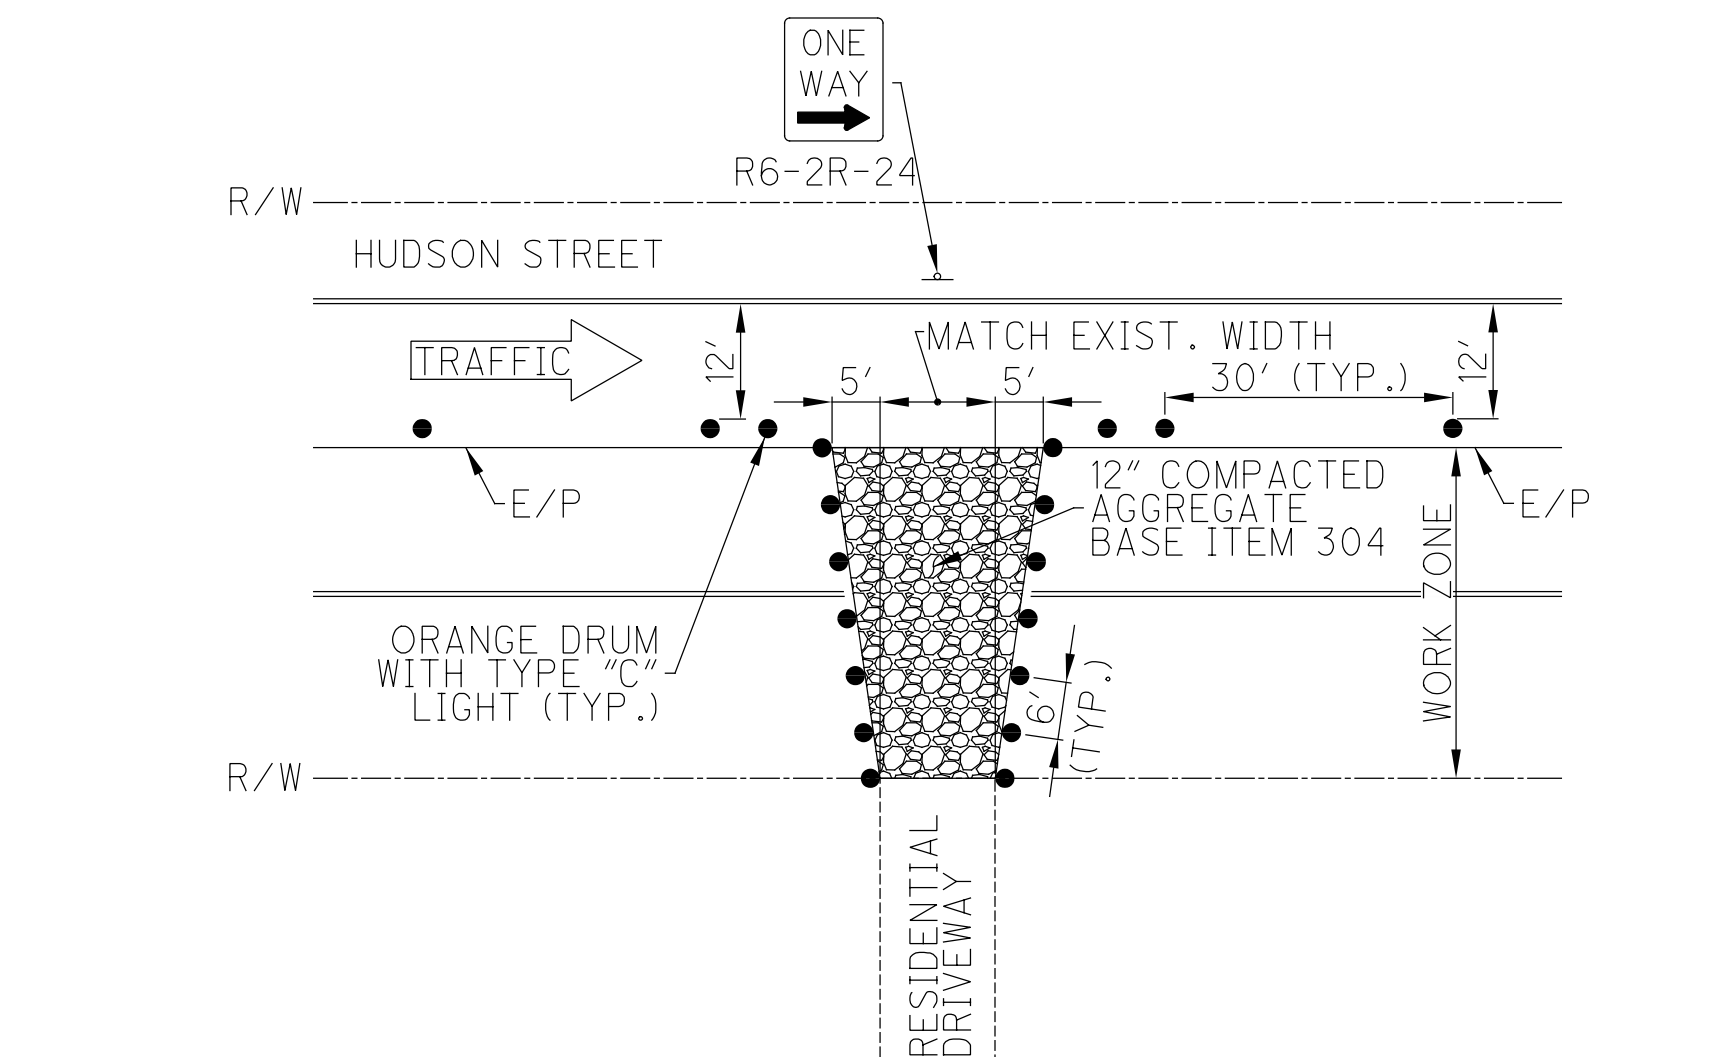 ONE
WAY
R6-2R-24
R/W
HUDSON STREET
TRAFFIC
12'
MATCH EXIST. WIDTH
5'
5'
30' (TYP.)
12'
E/P
12" COMPACTED
AGGREGATE
BASE ITEM 304
E/P
ORANGE DRUM
WITH TYPE "C"
LIGHT (TYP.)
6'
(TYP.)
WORK ZONE
R/W
RESIDENTIAL
DRIVEWAY